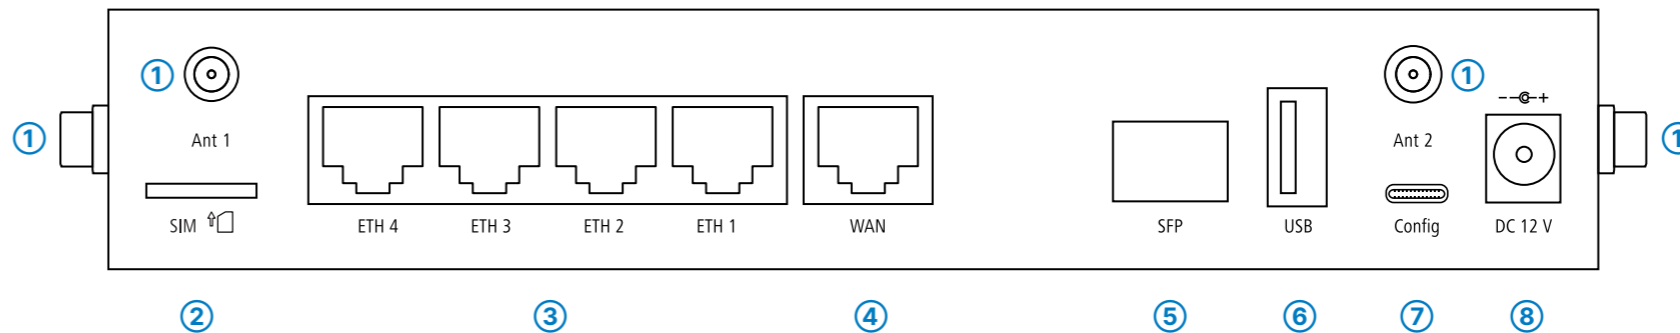 ① ①
① Ant 1 Ant 2 ①
- +
SIM ETH 4 ETH 3 ETH 2 ETH 1 WAN SFP USB Config DC 12 V
② ③ ④ ⑤ ⑥ ⑦ ⑧